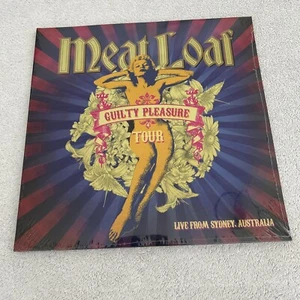 Meat Loaf
GUILTY PLEASURE
TOUR
LIVE FROM SYDNEY, AUSTRALIA